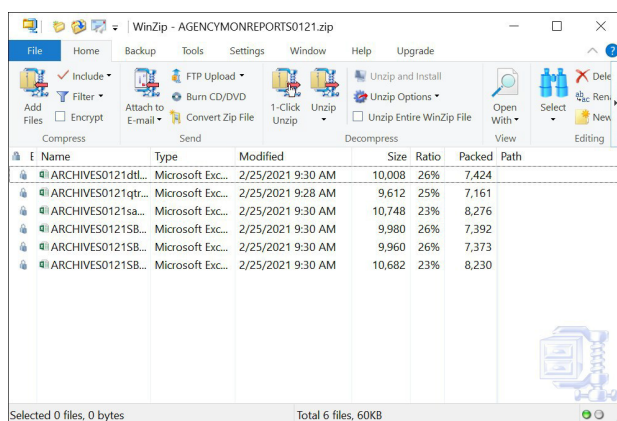 WinZip - AGENCYMONREPORTS0121.zip
File Home Backup Tools Settings Window Help Upgrade
Add Files
Include
Filter
Encrypt
Compress
Attach to E-mail
FTP Upload
Burn CD/DVD
Convert Zip File
Send
1-Click Unzip
Unzip
Unzip and Install
Unzip Options
Unzip Entire WinZip File
Decompress
Open With
View
Select
Dele
Rena
New
Editing
E Name Type Modified Size Ratio Packed Path
ARCHIVES0121dtl... Microsoft Exc... 2/25/2021 9:30 AM 10,008 26% 7,424
ARCHIVES0121qtr... Microsoft Exc... 2/25/2021 9:28 AM 9,612 25% 7,161
ARCHIVES0121sa... Microsoft Exc... 2/25/2021 9:30 AM 10,748 23% 8,276
ARCHIVES0121SB... Microsoft Exc... 2/25/2021 9:30 AM 9,980 26% 7,392
ARCHIVES0121SB... Microsoft Exc... 2/25/2021 9:30 AM 9,960 26% 7,373
ARCHIVES0121SB... Microsoft Exc... 2/25/2021 9:30 AM 10,682 23% 8,230
Selected 0 files, 0 bytes Total 6 files, 60KB